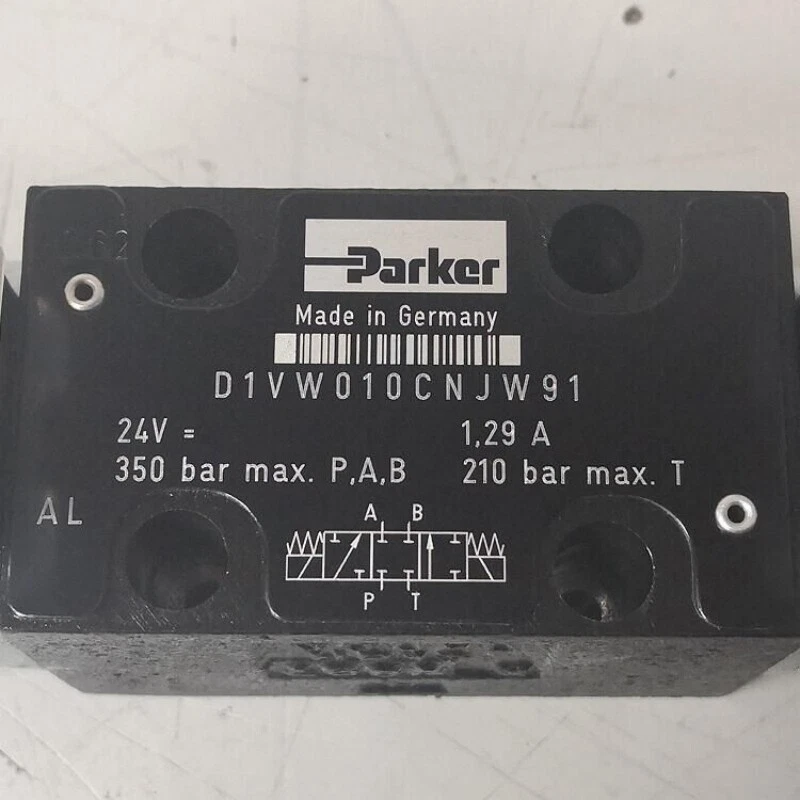 Parker
Made in Germany
D1VW010CNJW91
24V = 1,29 A
350 bar max. P,A,B 210 bar max. T
AL
A B
P T